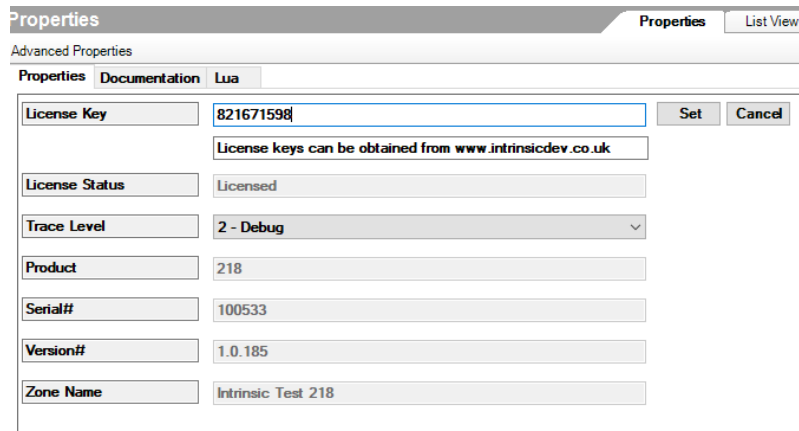 Properties Properties List View
Advanced Properties
Properties Documentation Lua
License Key 821671598 Set Cancel
License keys can be obtained from www.intrinsicdev.co.uk
License Status Licensed
Trace Level 2 - Debug
Product 218
Serial# 100533
Version# 1.0.185
Zone Name Intrinsic Test 218